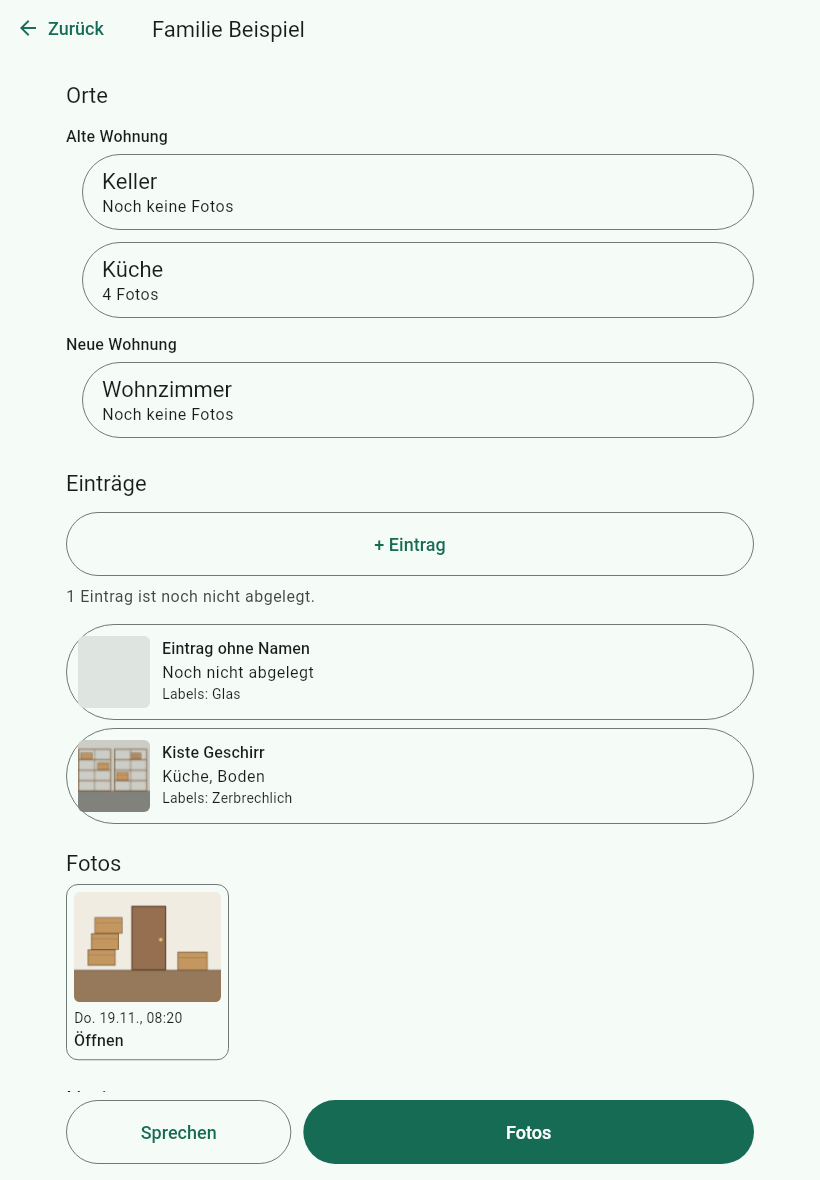 Zurück
Familie Beispiel
Orte
Alte Wohnung
Keller
Noch keine Fotos
Küche
4 Fotos
Neue Wohnung
Wohnzimmer
Noch keine Fotos
Einträge
+ Eintrag
1 Eintrag ist noch nicht abgelegt.
Eintrag ohne Namen
Noch nicht abgelegt
Labels: Glas
Kiste Geschirr
Küche, Boden
Labels: Zerbrechlich
Fotos
Do. 19.11., 08:20
Öffnen
Sprechen
Fotos